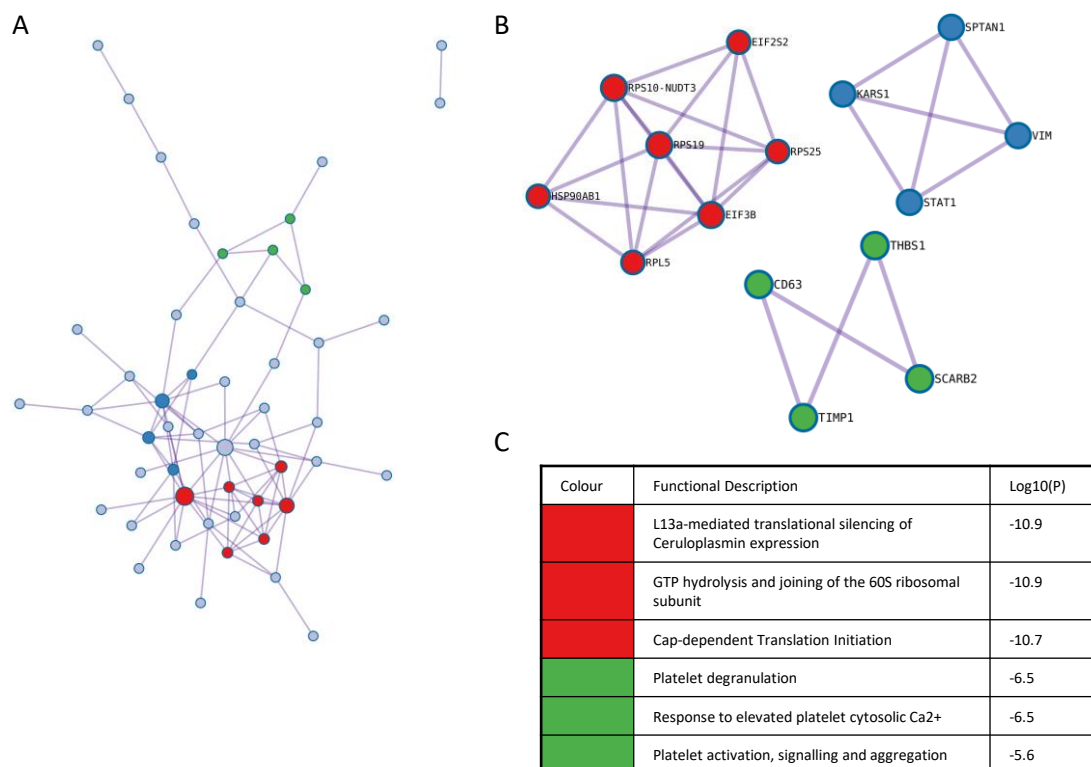 A
B
EIF2S2
RPS10-NUDT3
RPS19
RPS25
HSP90AB1
EIF3B
RPL5
SPTAN1
KARS1
VIM
STAT1
THBS1
CD63
SCARB2
TIMP1
C
Colour Functional Description Log10(P)
L13a-mediated translational silencing of -10.9
Ceruloplasmin expression
GTP hydrolysis and joining of the 60S ribosomal -10.9
subunit
Cap-dependent Translation Initiation -10.7
Platelet degranulation -6.5
Response to elevated platelet cytosolic Ca2+ -6.5
Platelet activation, signalling and aggregation -5.6